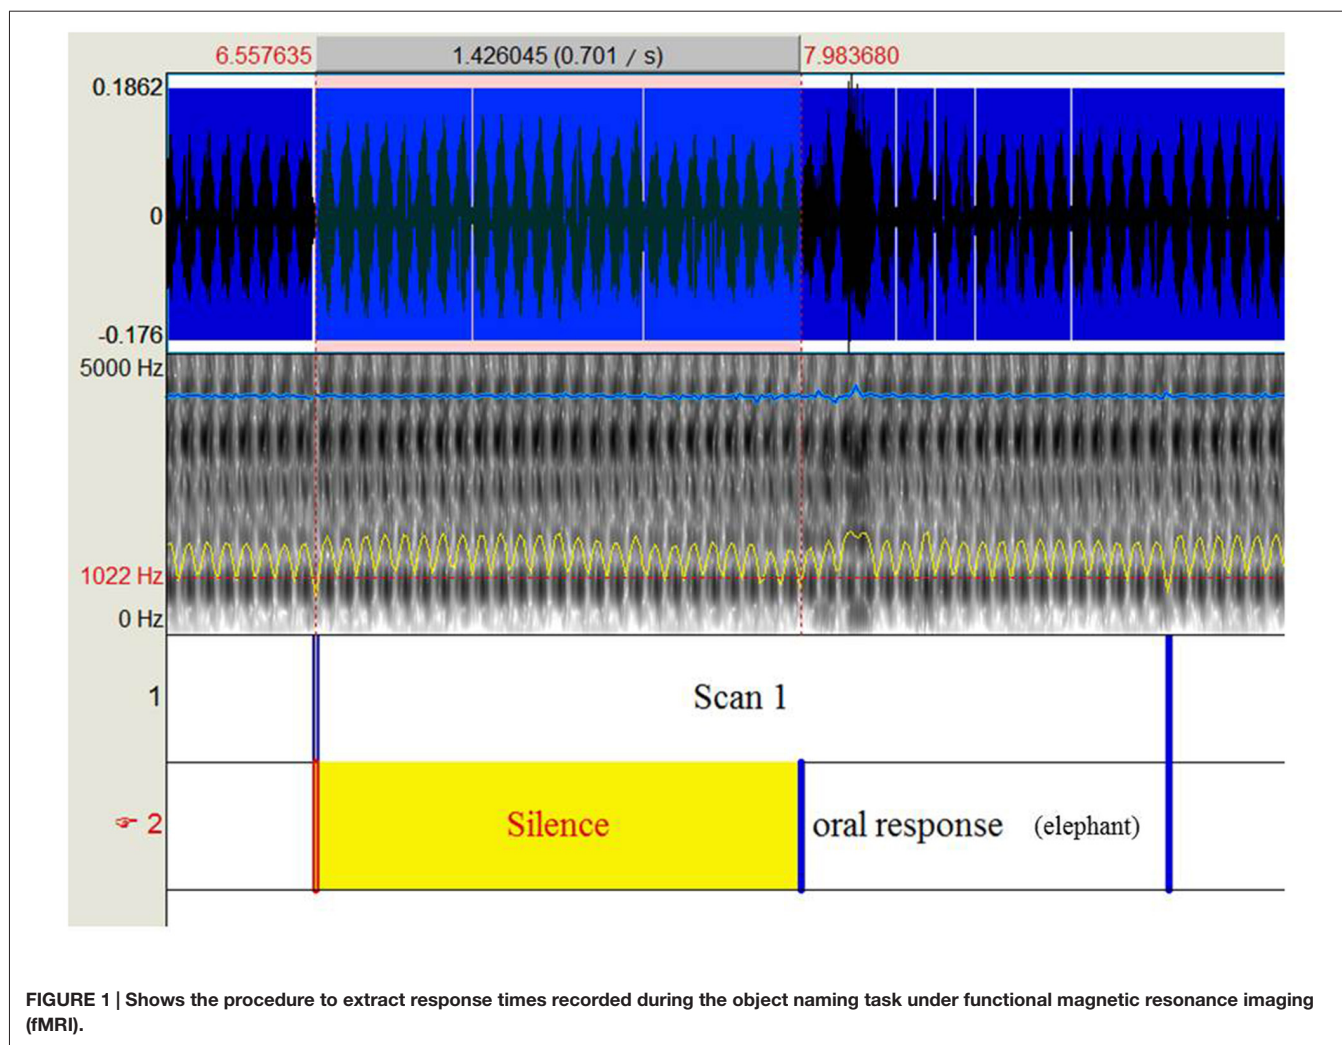 6.557635 1.426045 (0.701 / s) 7.983680
0.1862
0
-0.176
5000 Hz
1022 Hz
0 Hz
1 Scan 1
☞ 2 Silence oral response (elephant)
FIGURE 1 | Shows the procedure to extract response times recorded during the object naming task under functional magnetic resonance imaging
(fMRI).